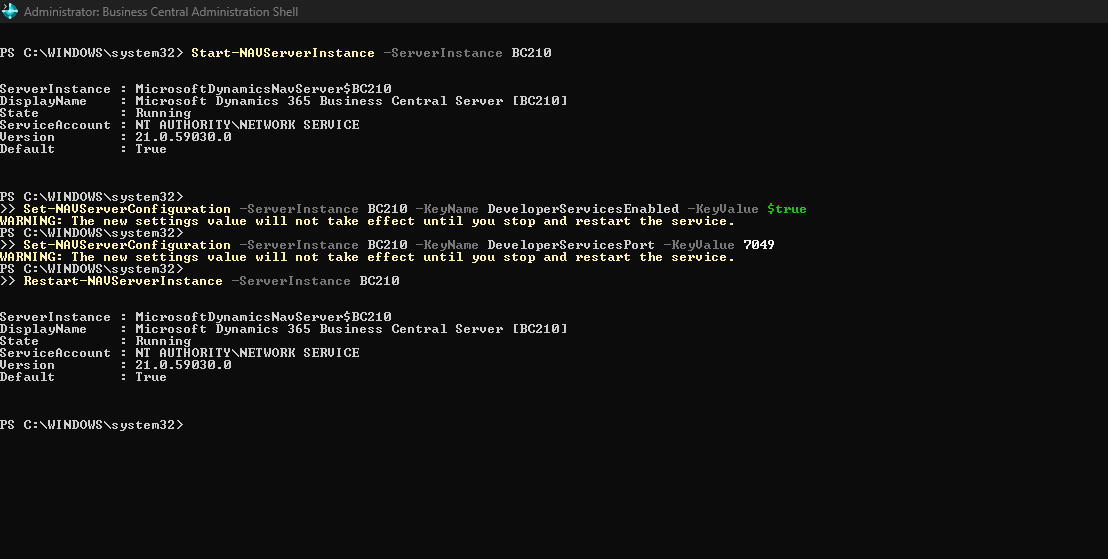 Administrator: Business Central Administration Shell
PS C:\WINDOWS\system32> Start-NAVServerInstance -ServerInstance BC210
ServerInstance : MicrosoftDynamicsNavServer$BC210
DisplayName    : Microsoft Dynamics 365 Business Central Server [BC210]
State          : Running
ServiceAccount : NT AUTHORITY\NETWORK SERVICE
Version        : 21.0.59030.0
Default        : True
PS C:\WINDOWS\system32>
>> Set-NAVServerConfiguration -ServerInstance BC210 -KeyName DeveloperServicesEnabled -KeyValue $true
WARNING: The new settings value will not take effect until you stop and restart the service.
PS C:\WINDOWS\system32>
>> Set-NAVServerConfiguration -ServerInstance BC210 -KeyName DeveloperServicesPort -KeyValue 7049
WARNING: The new settings value will not take effect until you stop and restart the service.
PS C:\WINDOWS\system32>
>> Restart-NAVServerInstance -ServerInstance BC210
ServerInstance : MicrosoftDynamicsNavServer$BC210
DisplayName    : Microsoft Dynamics 365 Business Central Server [BC210]
State          : Running
ServiceAccount : NT AUTHORITY\NETWORK SERVICE
Version        : 21.0.59030.0
Default        : True
PS C:\WINDOWS\system32>